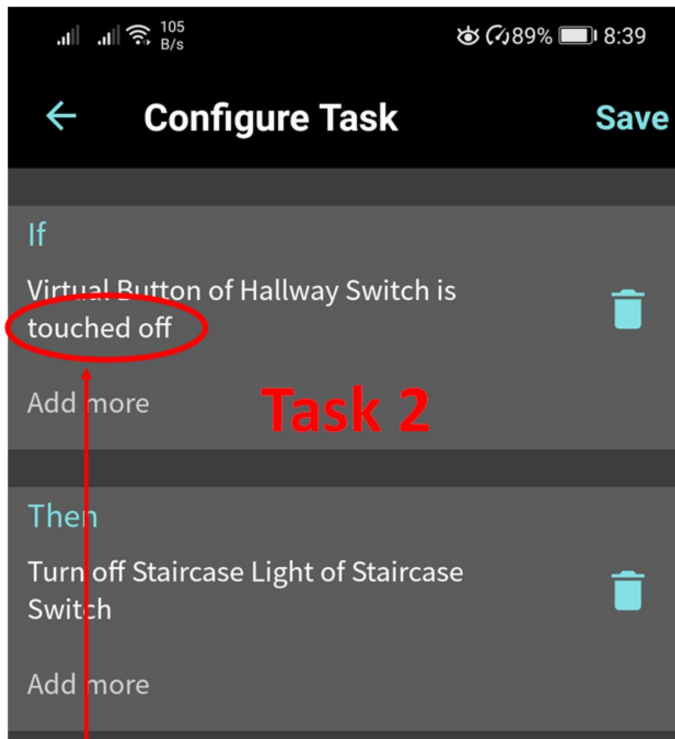 105
B/s
89% 8:39
Configure Task
Save
If
Virtual Button of Hallway Switch is
touched off
Add more
Task 2
Then
Turn off Staircase Light of Staircase
Switch
Add more